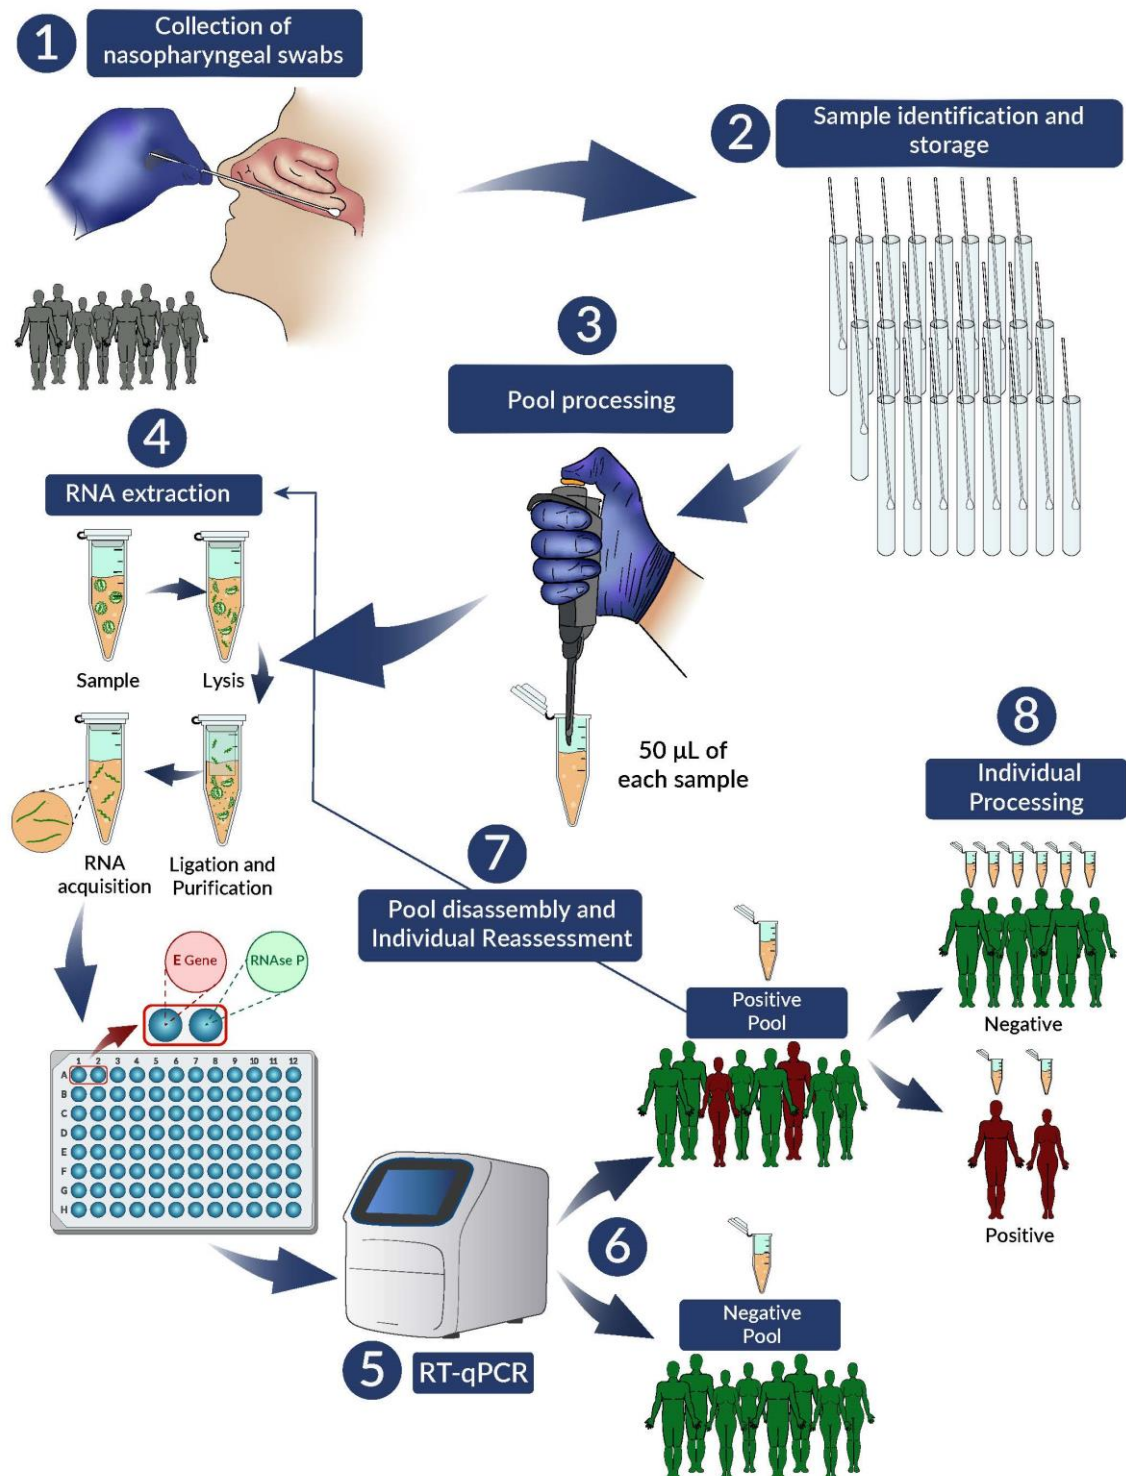 1
Collection of
nasopharyngeal swabs
2
Sample identification and
storage
3
Pool processing
50 µL of
each sample
4
RNA extraction
Sample
Lysis
RNA
acquisition
Ligation and
Purification
E Gene
RNAse P
1 2 3 4 5 6 7 8 9 10 11 12
A
B
C
D
E
F
G
H
5
RT-qPCR
6
Positive
Pool
Negative
Pool
7
Pool disassembly and
Individual Reassessment
8
Individual
Processing
Negative
Positive